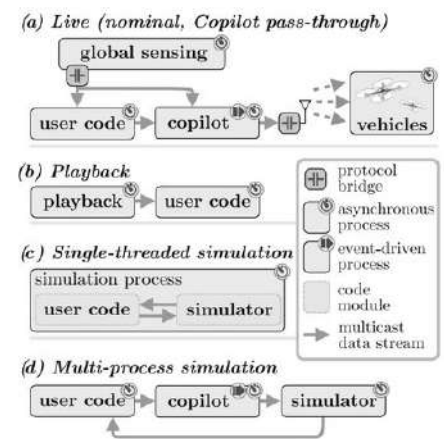 (a) Live (nominal, Copilot pass-through)
global sensing
user code
copilot
vehicles
(b) Playback
playback
user code
(c) Single-threaded simulation
simulation process
user code
simulator
(d) Multi-process simulation
user code
copilot
simulator
protocol
bridge
asynchronous
process
event-driven
process
code
module
multicast
data stream